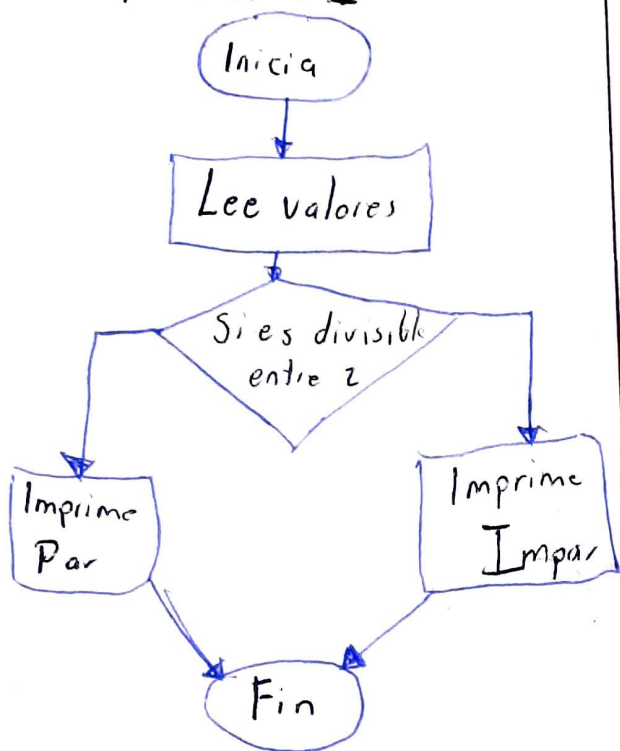 Inicia
Lee valores
Si es divisible
entre 2
Imprime
Par
Imprime
Impar
Fin